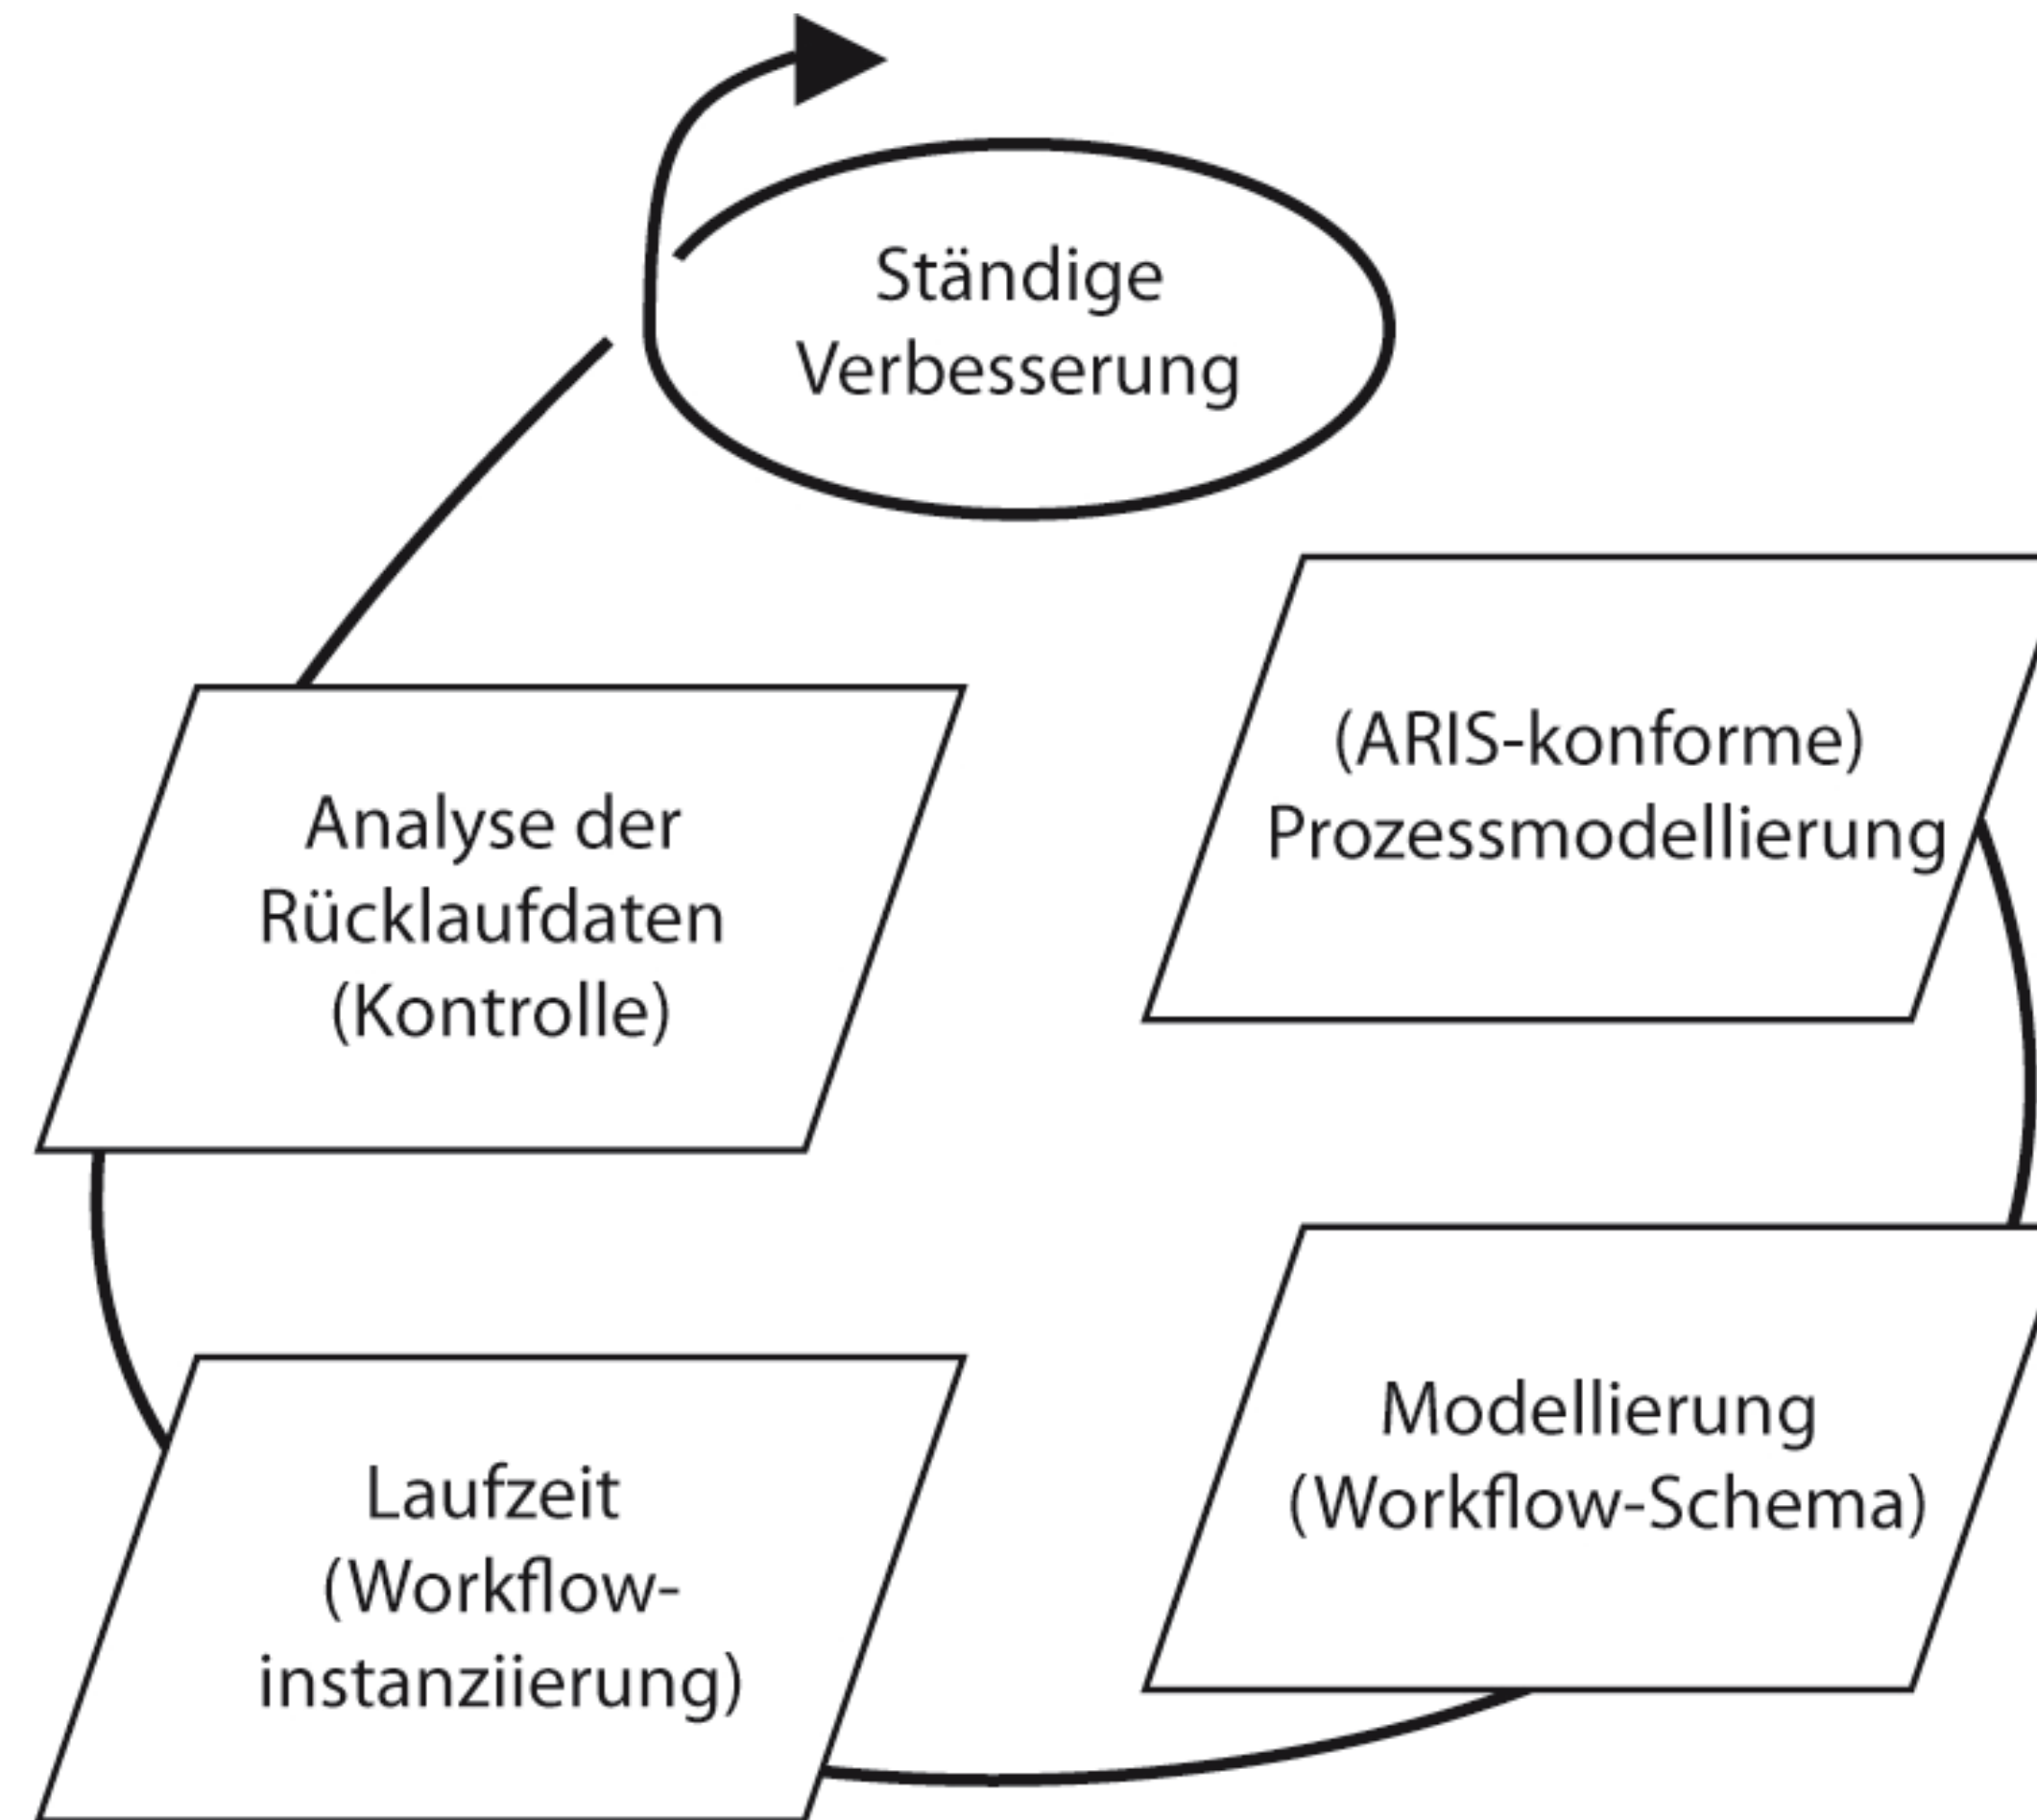 Ständige
Verbesserung
(ARIS-konforme)
Prozessmodellierung
Analyse der
Rücklaufdaten
(Kontrolle)
Modellierung
(Workflow-Schema)
Laufzeit
(Workflow-
instanziierung)